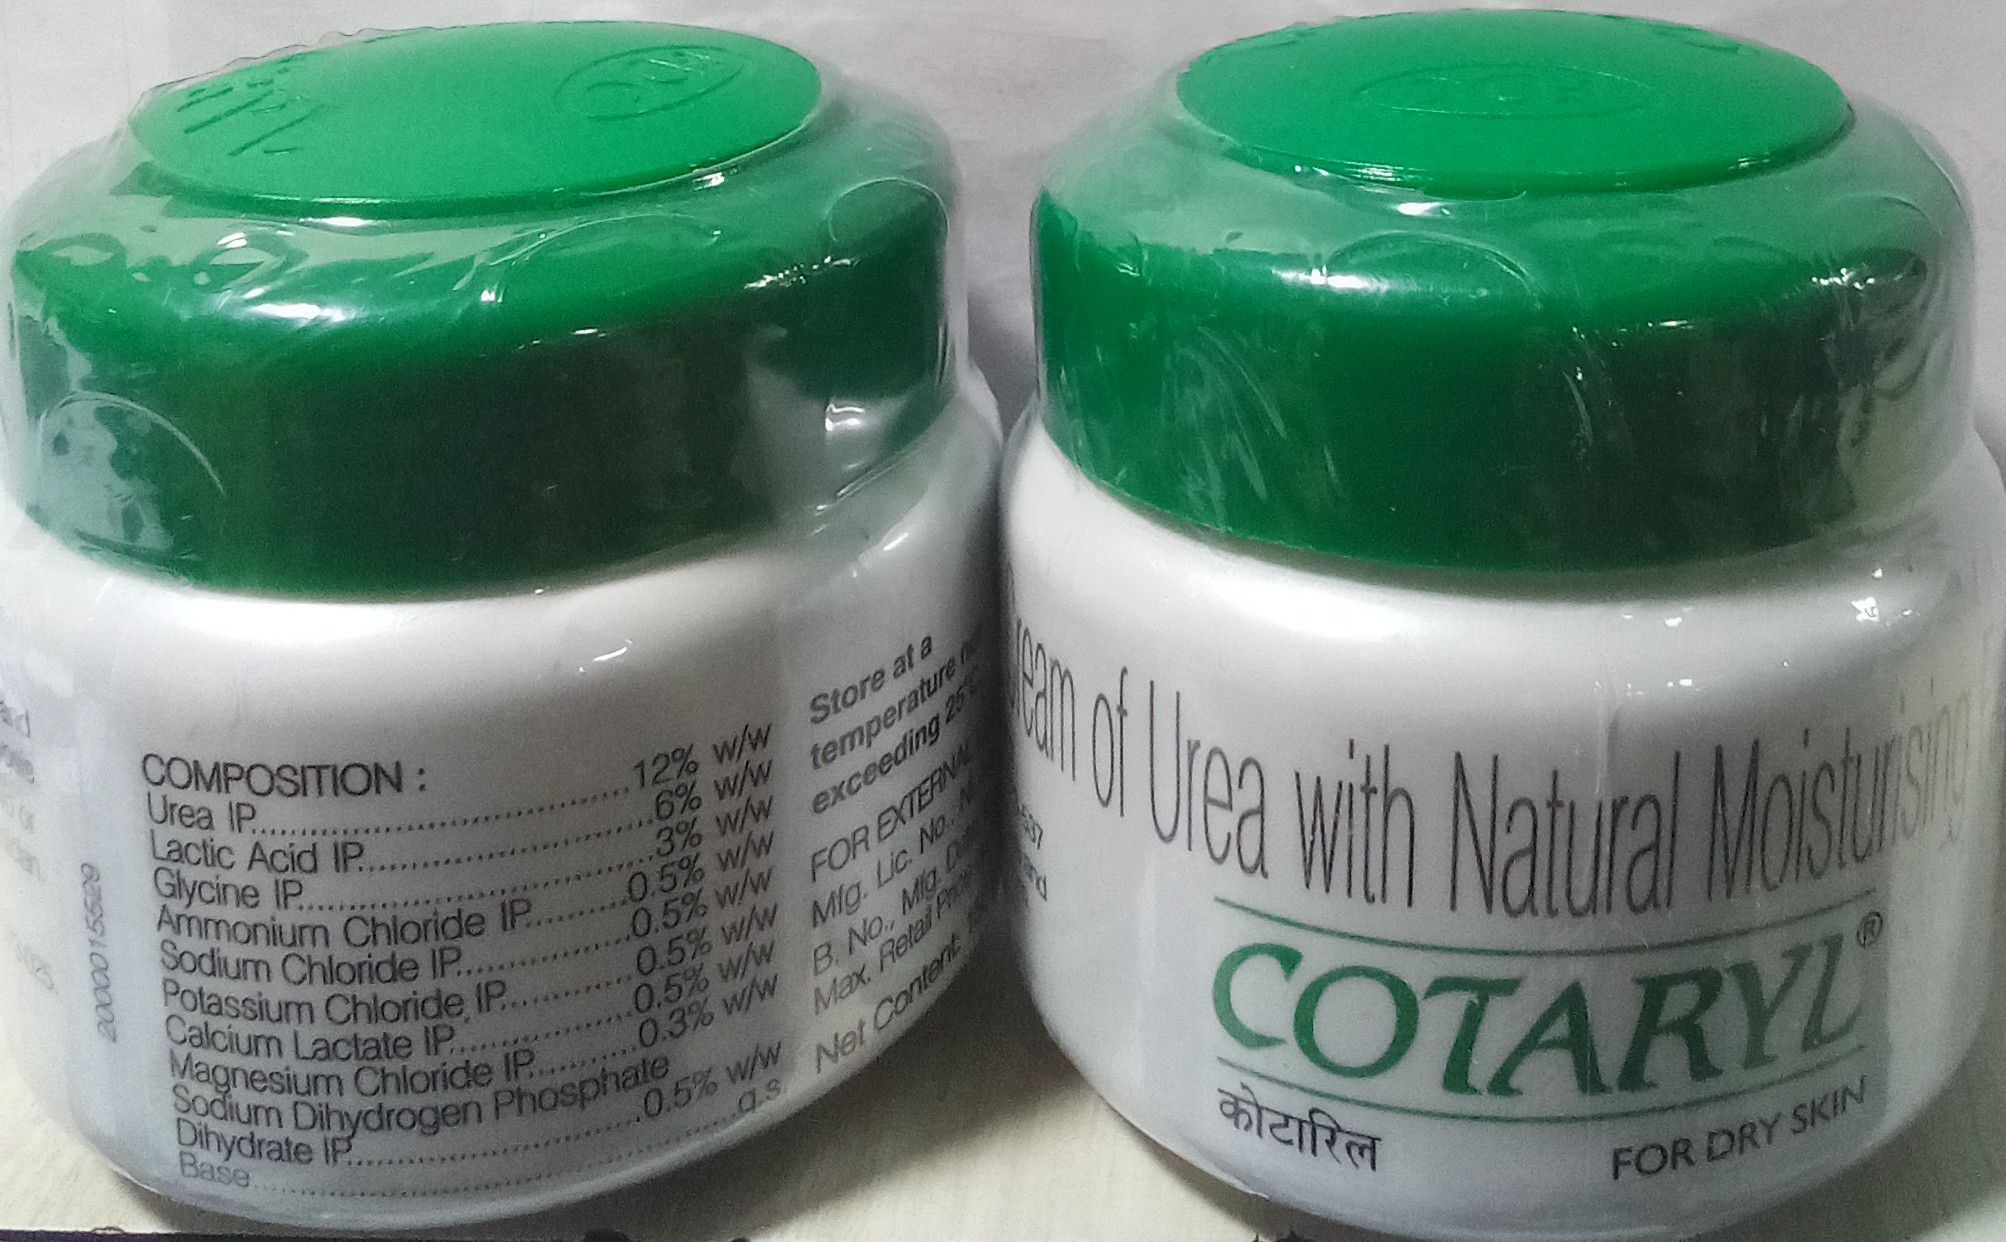 COMPOSITION :
Urea IP..............................12% w/w
Lactic Acid IP.......................6% w/w
Glycine IP...........................3% w/w
Ammonium Chloride IP.........0.5% w/w
Sodium Chloride IP...............0.5% w/w
Potassium Chloride IP...........0.5% w/w
Calcium Lactate IP...............0.5% w/w
Magnesium Chloride IP.........0.3% w/w
Sodium Dihydrogen Phosphate
Dihydrate IP.........................0.5% w/w
Base....................................q.s.
2000015529
Store at a
temperature
exceeding 25°
FOR EXTERNAL
Mfg. Lic. No.,
B. No., Mfg.
Max. Retail
Net Content:
of Urea with Natural Moisturising
COTARYL®
कोटारिल
FOR DRY SKIN